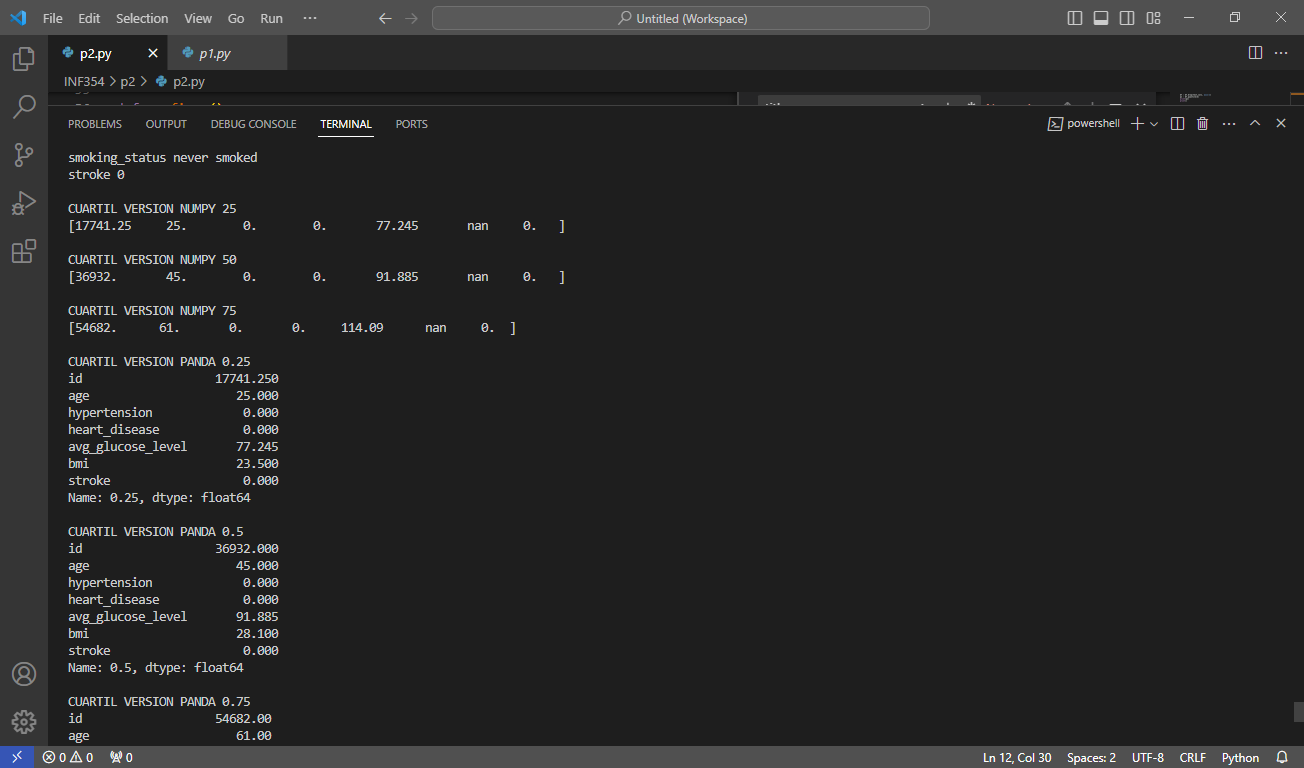 File Edit Selection View Go Run ··· Untitled (Workspace)
p2.py p1.py
INF354 > p2 > p2.py
PROBLEMS OUTPUT DEBUG CONSOLE TERMINAL PORTS powershell
smoking_status never smoked
stroke 0
CUARTIL VERSION NUMPY 25
[17741.25 25. 0. 0. 77.245 nan 0. ]
CUARTIL VERSION NUMPY 50
[36932. 45. 0. 0. 91.885 nan 0. ]
CUARTIL VERSION NUMPY 75
[54682. 61. 0. 0. 114.09 nan 0. ]
CUARTIL VERSION PANDA 0.25
id 17741.250
age 25.000
hypertension 0.000
heart_disease 0.000
avg_glucose_level 77.245
bmi 23.500
stroke 0.000
Name: 0.25, dtype: float64
CUARTIL VERSION PANDA 0.5
id 36932.000
age 45.000
hypertension 0.000
heart_disease 0.000
avg_glucose_level 91.885
bmi 28.100
stroke 0.000
Name: 0.5, dtype: float64
CUARTIL VERSION PANDA 0.75
id 54682.00
age 61.00
0 0 0 Ln 12, Col 30 Spaces: 2 UTF-8 CRLF Python